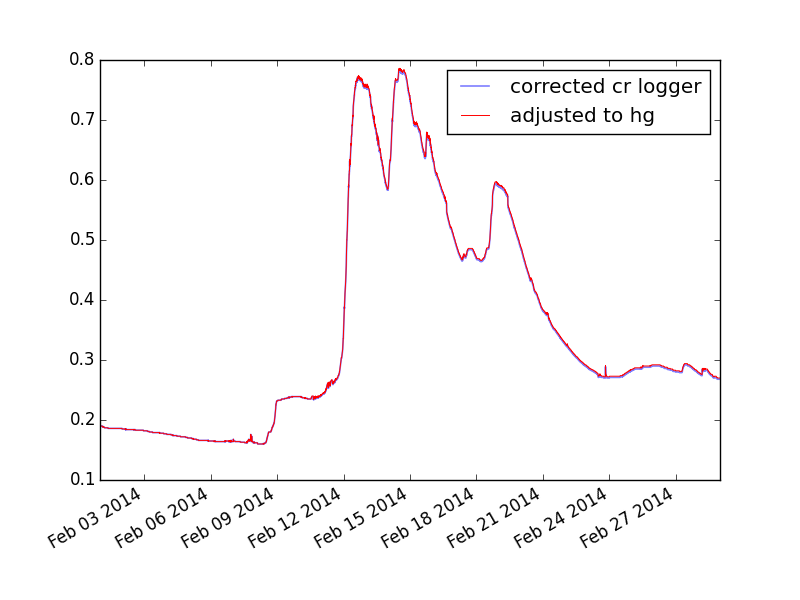 0.8
0.7
0.6
0.5
0.4
0.3
0.2
0.1
corrected cr logger
adjusted to hg
Feb 03 2014
Feb 06 2014
Feb 09 2014
Feb 12 2014
Feb 15 2014
Feb 18 2014
Feb 21 2014
Feb 24 2014
Feb 27 2014